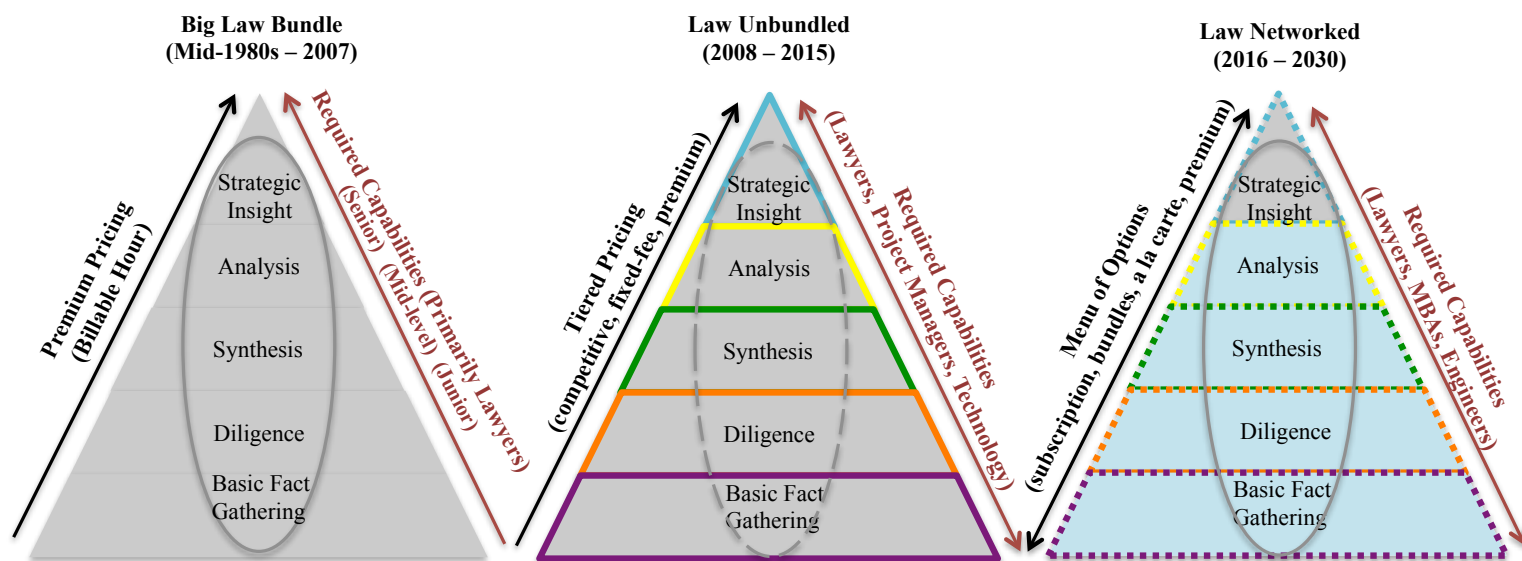 Big Law Bundle
(Mid-1980s – 2007)
Premium Pricing
(Billable Hour)
Required Capabilities (Primarily Lawyers)
(Senior) (Mid-level) (Junior)
Strategic
Insight
Analysis
Synthesis
Diligence
Basic Fact
Gathering
Law Unbundled
(2008 – 2015)
Tiered Pricing
(competitive, fixed-fee, premium)
Required Capabilities
(Lawyers, Project Managers, Technology)
Strategic
Insight
Analysis
Synthesis
Diligence
Basic Fact
Gathering
Law Networked
(2016 – 2030)
Menu of Options
(subscription, bundles, a la carte, premium)
Required Capabilities
(Lawyers, MBAs, Engineers)
Strategic
Insight
Analysis
Synthesis
Diligence
Basic Fact
Gathering